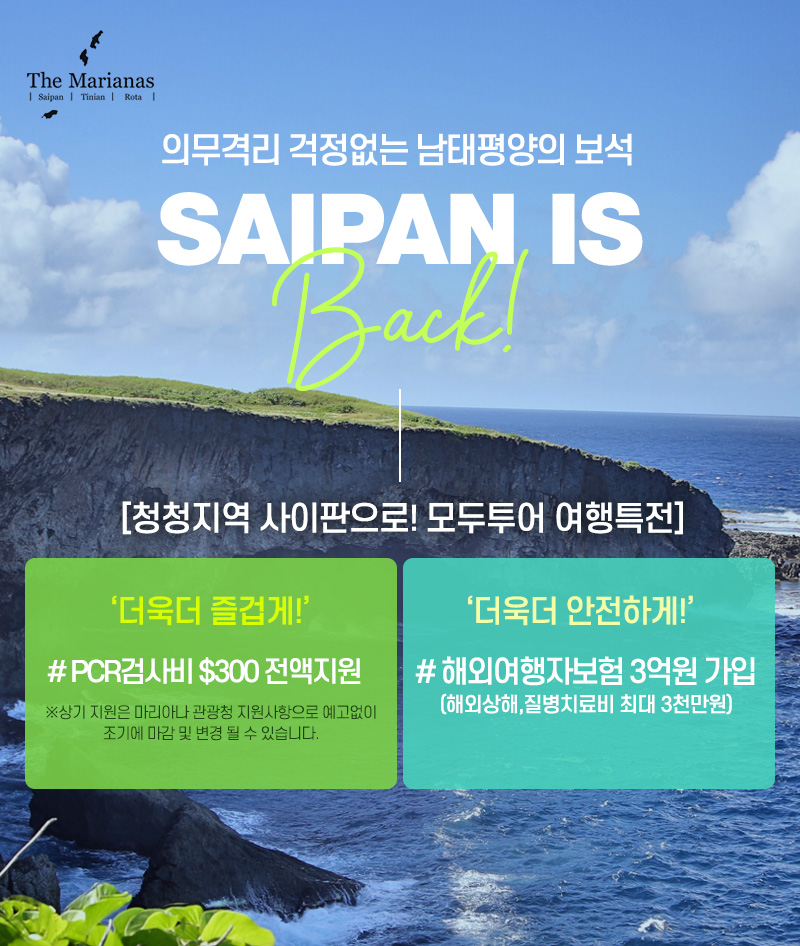 The Marianas
| Saipan | Tinian | Rota |
의무격리 걱정없는 남태평양의 보석
SAIPAN IS
Back!
[청청지역 사이판으로! 모두투어 여행특전]
‘더욱더 즐겁게!’
# PCR검사비 $300 전액지원
※상기 지원은 마리아나 관광청 지원사항으로 예고없이
조기에 마감 및 변경 될 수 있습니다.
‘더욱더 안전하게!’
# 해외여행자보험 3억원 가입
(해외상해,질병치료비 최대 3천만원)